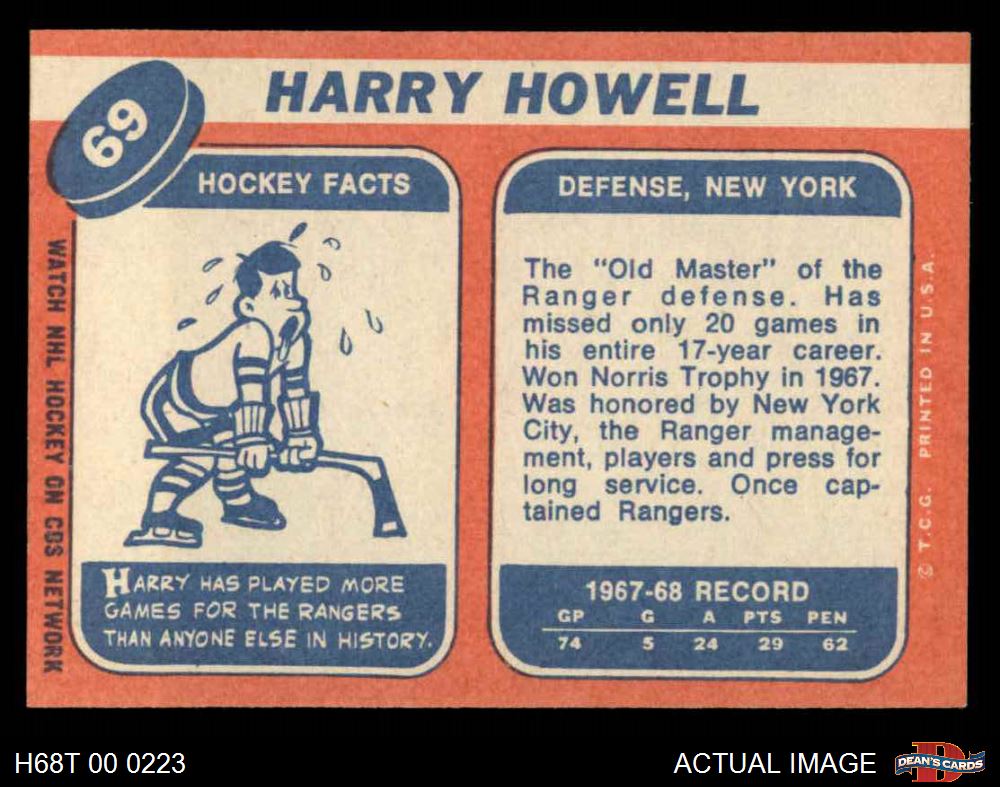 HARRY HOWELL
69
HOCKEY FACTS
HARRY HAS PLAYED MORE
GAMES FOR THE RANGERS
THAN ANYONE ELSE IN HISTORY.
WATCH NHL HOCKEY ON CBS NETWORK
DEFENSE, NEW YORK
The "Old Master" of the
Ranger defense. Has
missed only 20 games in
his entire 17-year career.
Won Norris Trophy in 1967.
Was honored by New York
City, the Ranger manage-
ment, players and press for
long service. Once cap-
tained Rangers.
1967-68 RECORD
GP G A PTS PEN
74 5 24 29 62
© T.C.G. PRINTED IN U.S.A.
H68T 00 0223
ACTUAL IMAGE
D
DEAN'S CARDS